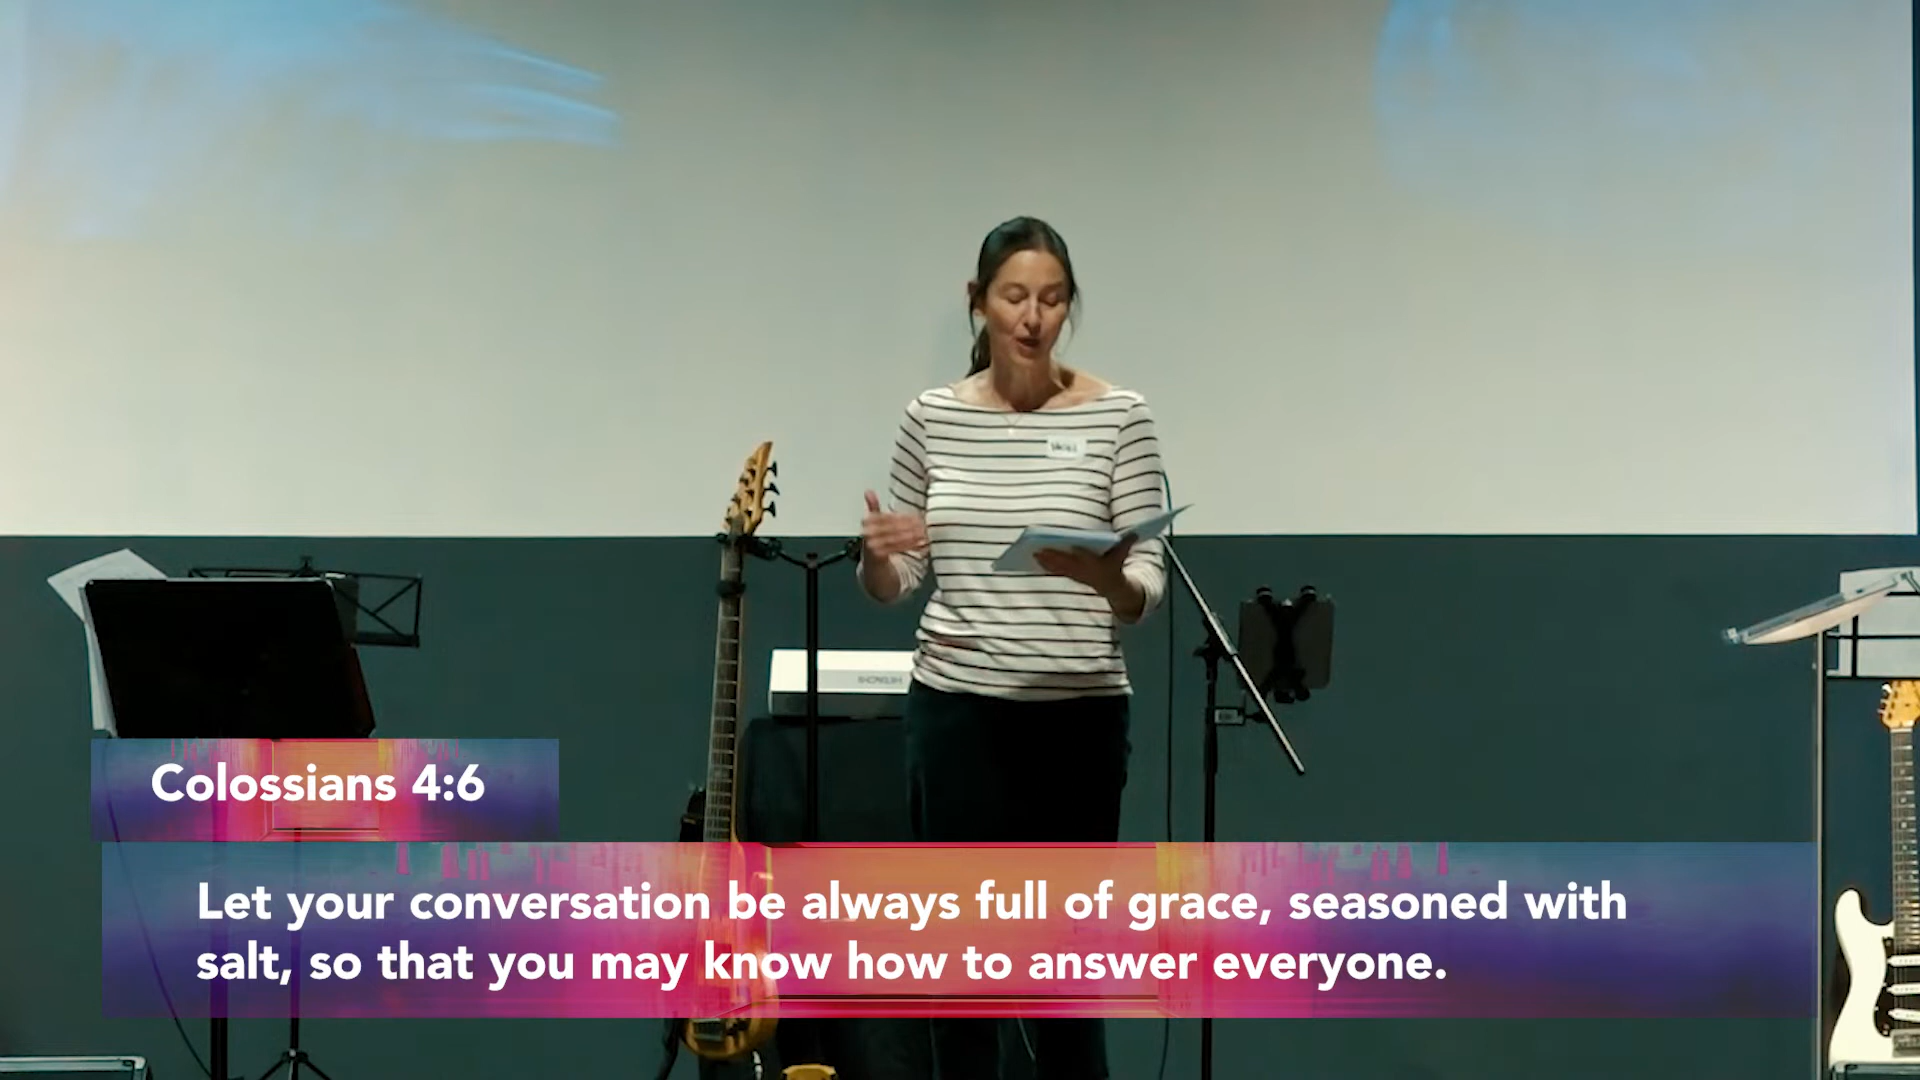 Colossians 4:6
Let your conversation be always full of grace, seasoned with
salt, so that you may know how to answer everyone.